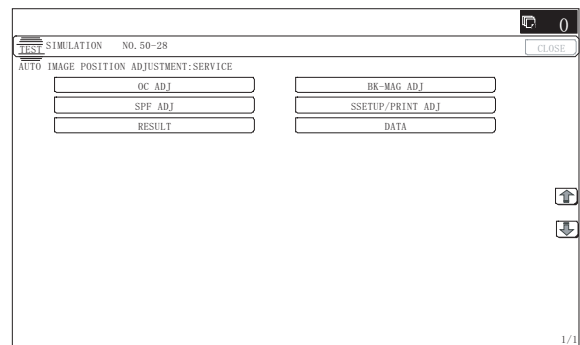 0
TEST SIMULATION NO. 50-28 CLOSE
AUTO IMAGE POSITION ADJUSTMENT:SERVICE
OC ADJ BK-MAG ADJ
SPF ADJ SSETUP/PRINT ADJ
RESULT DATA
1/1